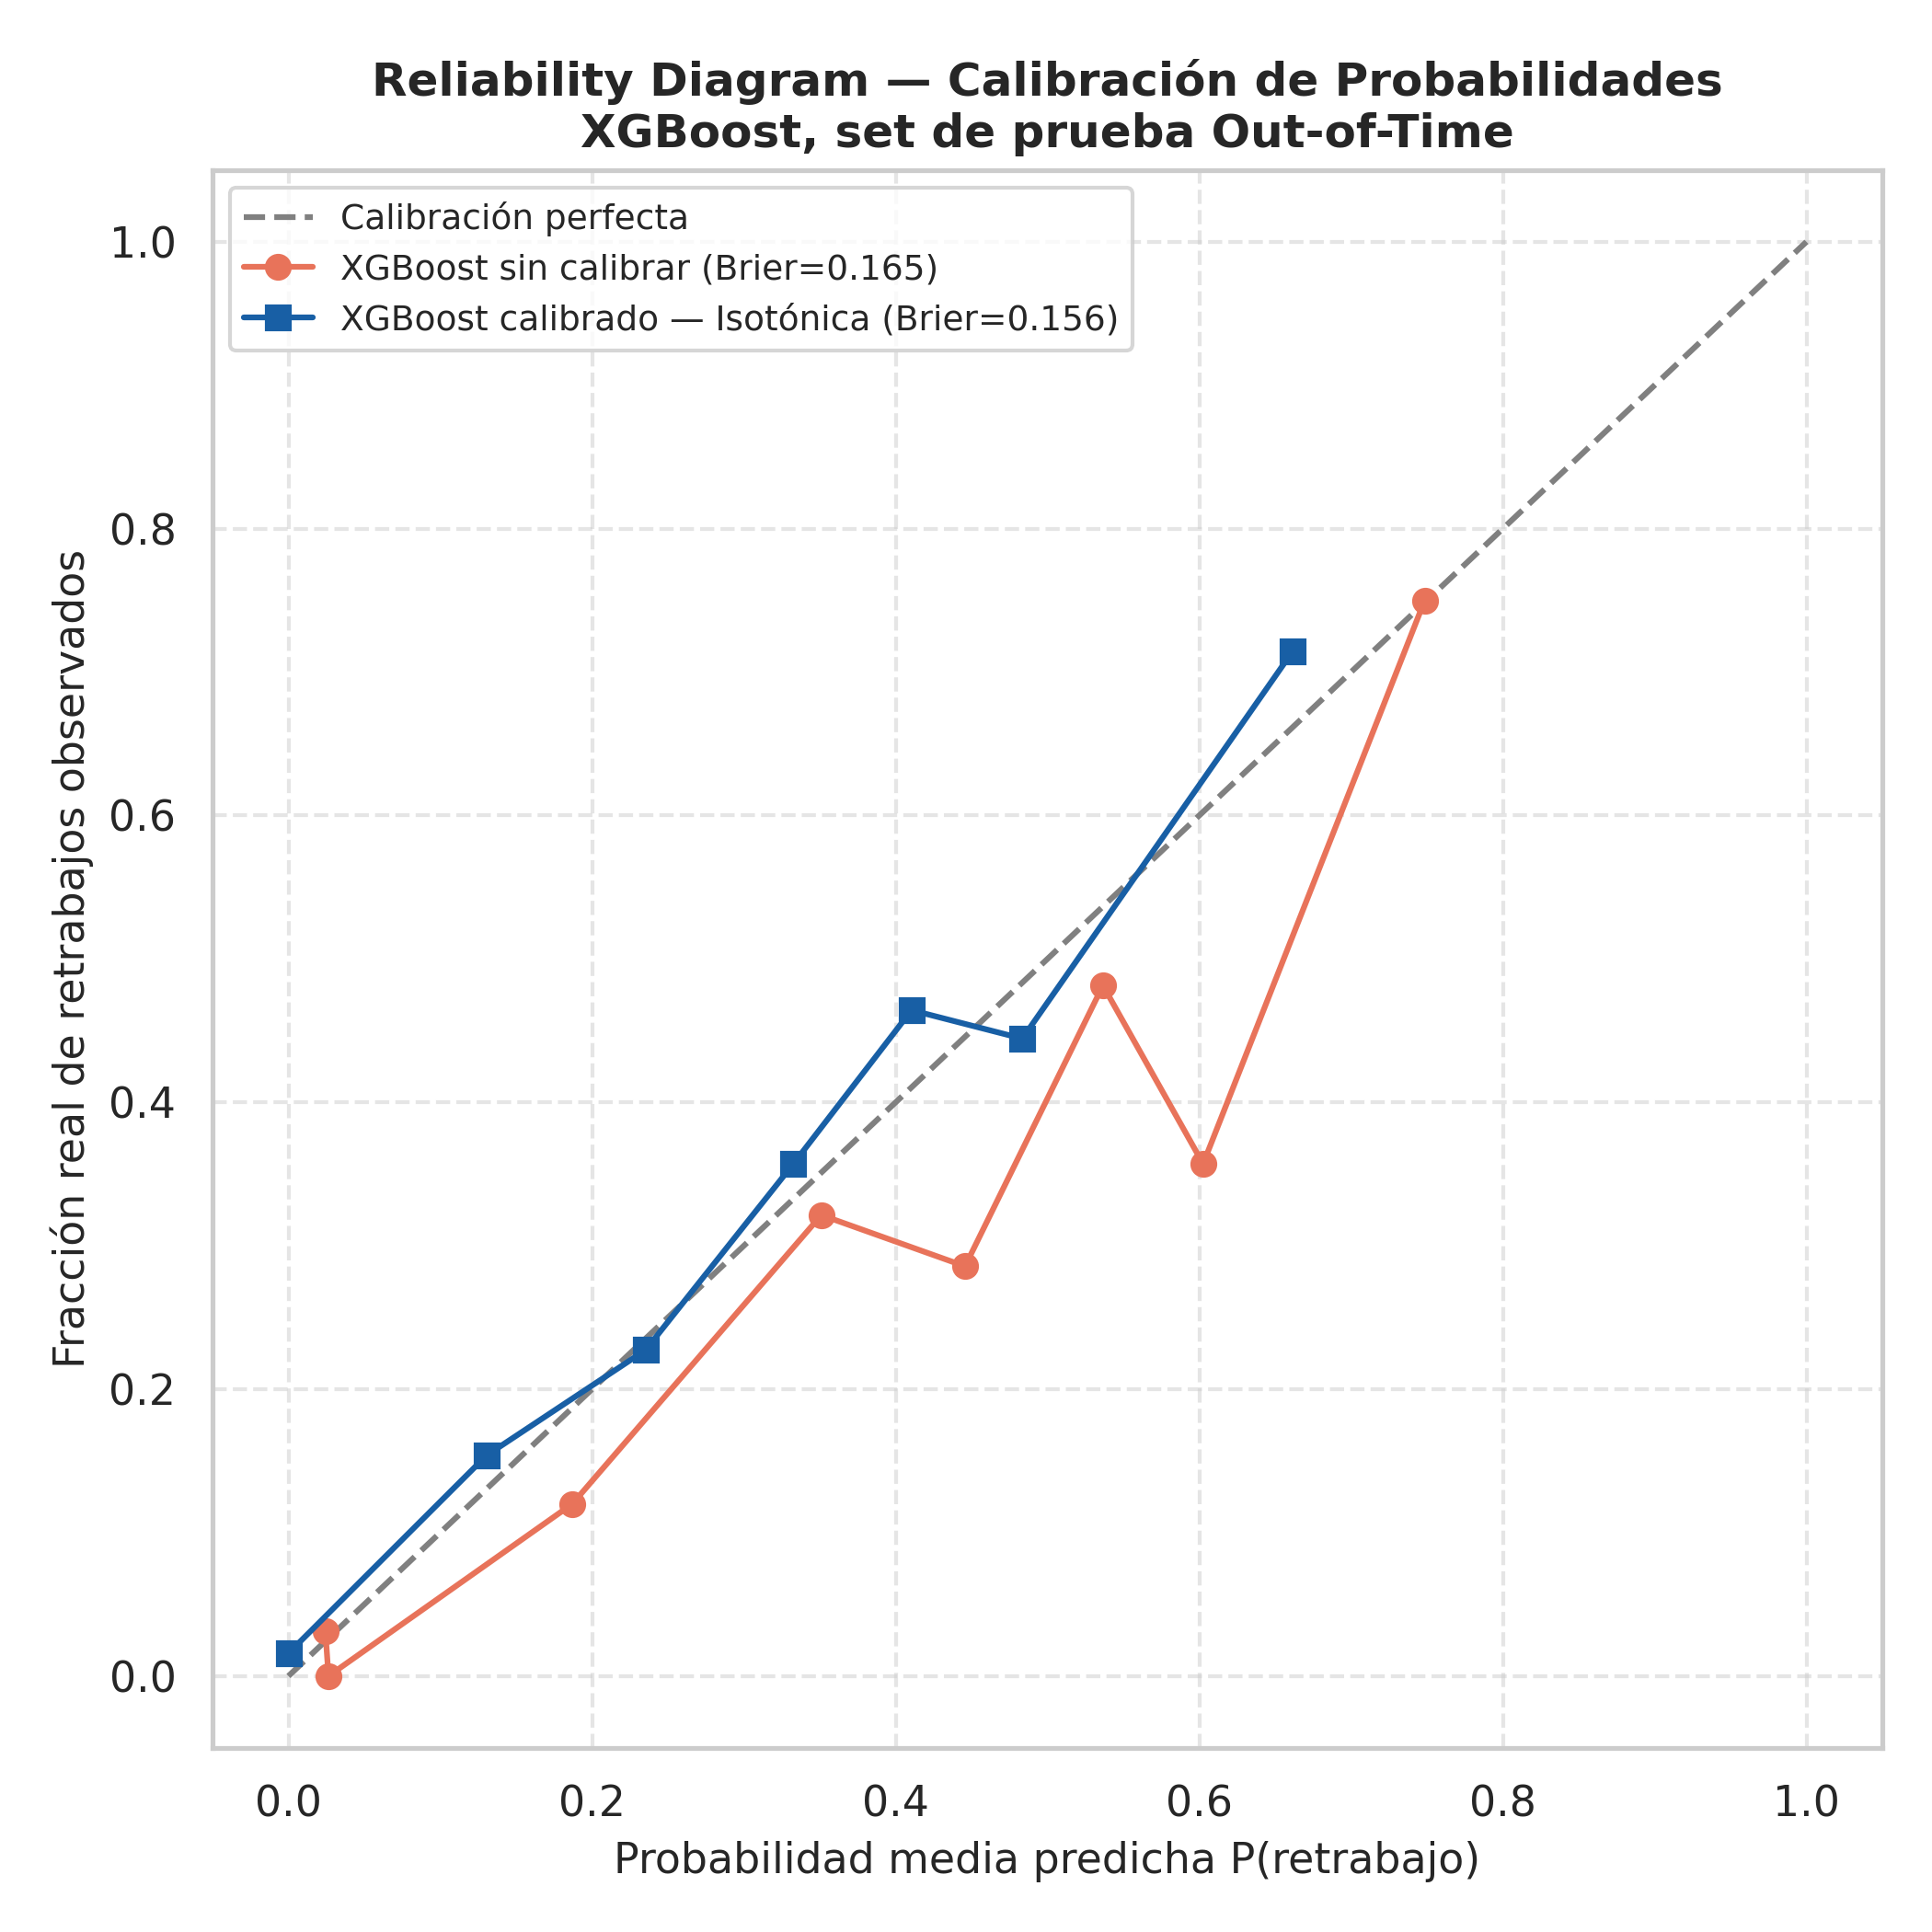 Reliability Diagram — Calibración de Probabilidades
XGBoost, set de prueba Out-of-Time
Calibración perfecta
XGBoost sin calibrar (Brier=0.165)
XGBoost calibrado — Isotónica (Brier=0.156)
Fracción real de retrabajos observados
1.0
0.8
0.6
0.4
0.2
0.0
0.0 0.2 0.4 0.6 0.8 1.0
Probabilidad media predicha P(retrabajo)